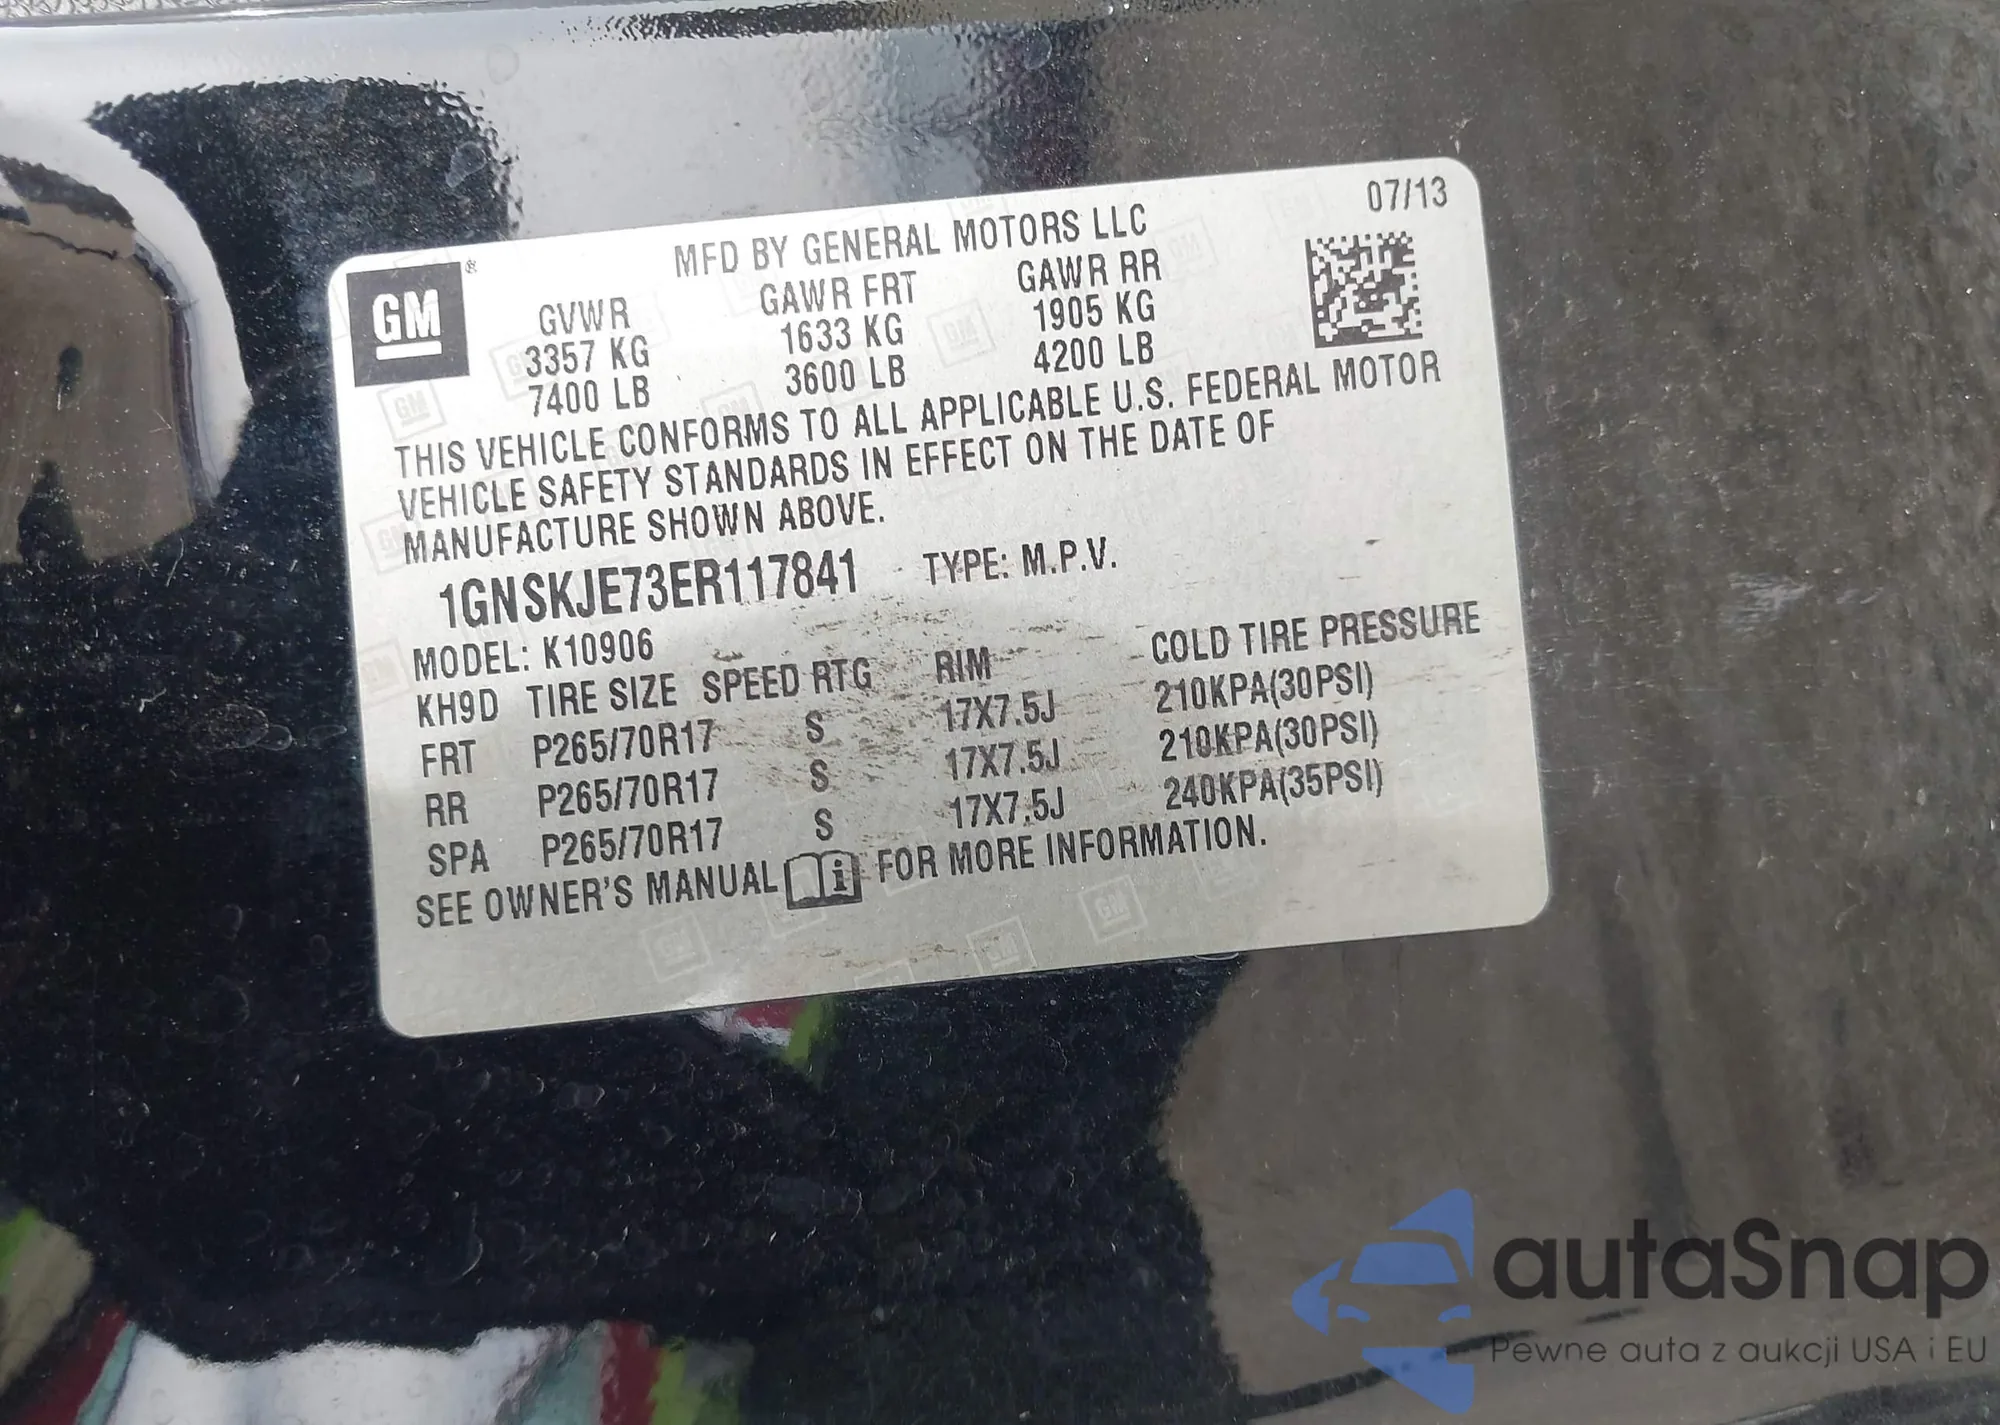 07/13
MFD BY GENERAL MOTORS LLC
GM ®
GVWR GAWR FRT GAWR RR
3357 KG 1633 KG 1905 KG
7400 LB 3600 LB 4200 LB
THIS VEHICLE CONFORMS TO ALL APPLICABLE U.S. FEDERAL MOTOR
VEHICLE SAFETY STANDARDS IN EFFECT ON THE DATE OF
MANUFACTURE SHOWN ABOVE.
1GNSKJE73ER117841 TYPE: M.P.V.
MODEL: K10906
KH9D TIRE SIZE SPEED RTG RIM COLD TIRE PRESSURE
FRT P265/70R17 S 17X7.5J 210KPA(30PSI)
RR P265/70R17 S 17X7.5J 210KPA(30PSI)
SPA P265/70R17 S 17X7.5J 240KPA(35PSI)
SEE OWNER'S MANUAL i FOR MORE INFORMATION.
autaSnap
Pewne auta z aukcji USA i EU